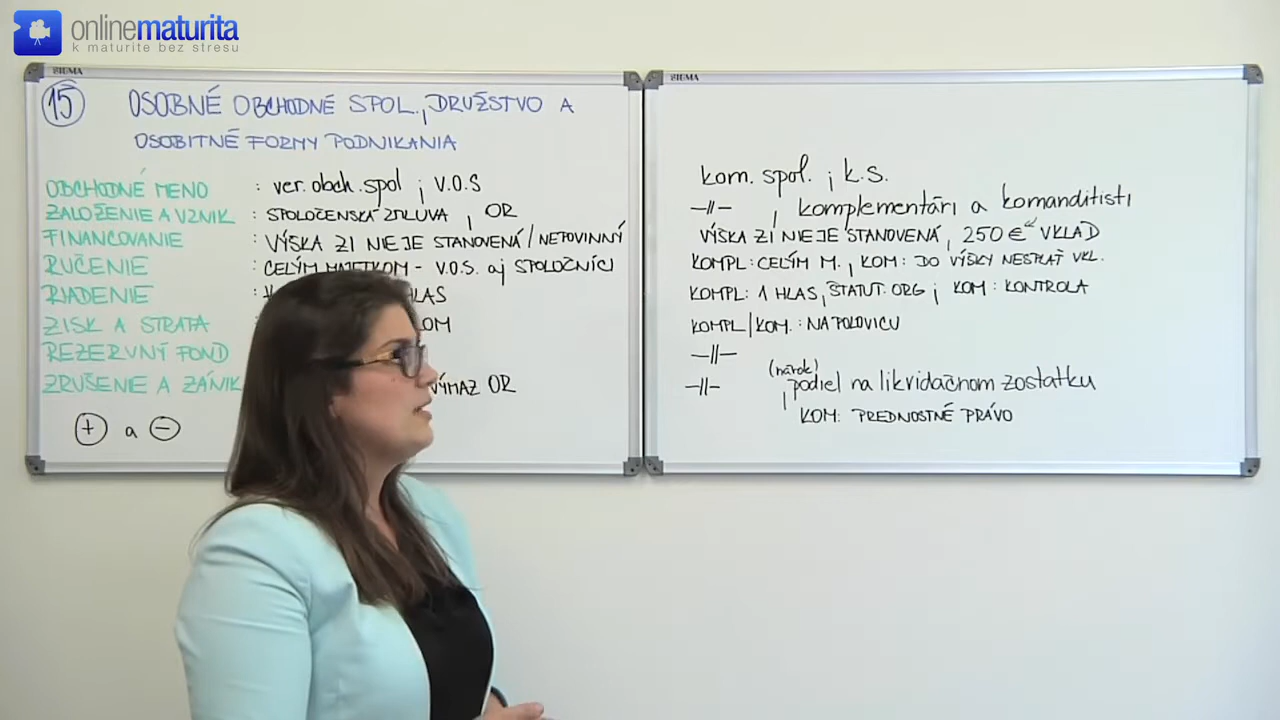 onlinematurita
k maturite bez stresu
SIGMA
SIGMA
15 OSOBNÉ OBCHODNÉ SPOL., DRUŽSTVO A
OSOBITNÉ FORMY PODNIKANIA
OBCHODNÉ MENO : ver. obch. spol ; V.O.S
ZALOŽENIE A VZNIK : SPOLOČENSKÁ ZMLUVA, OR
FINANCOVANIE : VÝŠKA ZI NIE JE STANOVENÁ / NEPOVINNÝ
RUČENIE : CELÝM MAJETKOM - V.O.S. aj SPOLOČNÍCI
RIADENIE : HLAS
ZISK A STRATA
REZERVNÝ FOND
ZRUŠENIE A ZÁNIK VÝMAZ OR
+ a -
kom. spol. ; k.S.
-||- , komplementári a komanditisti
VÝŠKA ZI NIE JE STANOVENÁ, 250 € VKLAD
KOMPL: CELÝM M., KOM: DO VÝŠKY NESPLAT VKL.
KOMPL: 1 HLAS, ŠTATUT. ORG ; KOM: KONTROLA
KOMPL/KOM. : NAPOLOVICU
-||-
(nárok)
-||- , podiel na likvidačnom zostatku
KOM: PREDNOSTNÉ PRÁVO